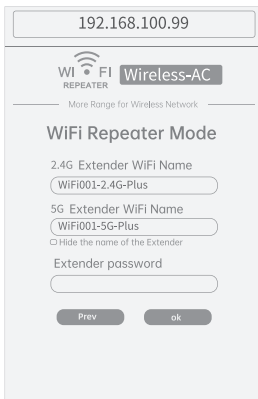 192.168.100.99
WI FI
REPEATER
Wireless-AC
More Range for Wireless Network
WiFi Repeater Mode
2.4G Extender WiFi Name
WiFi001-2.4G-Plus
5G Extender WiFi Name
WiFi001-5G-Plus
Hide the name of the Extender
Extender password
Prev
ok